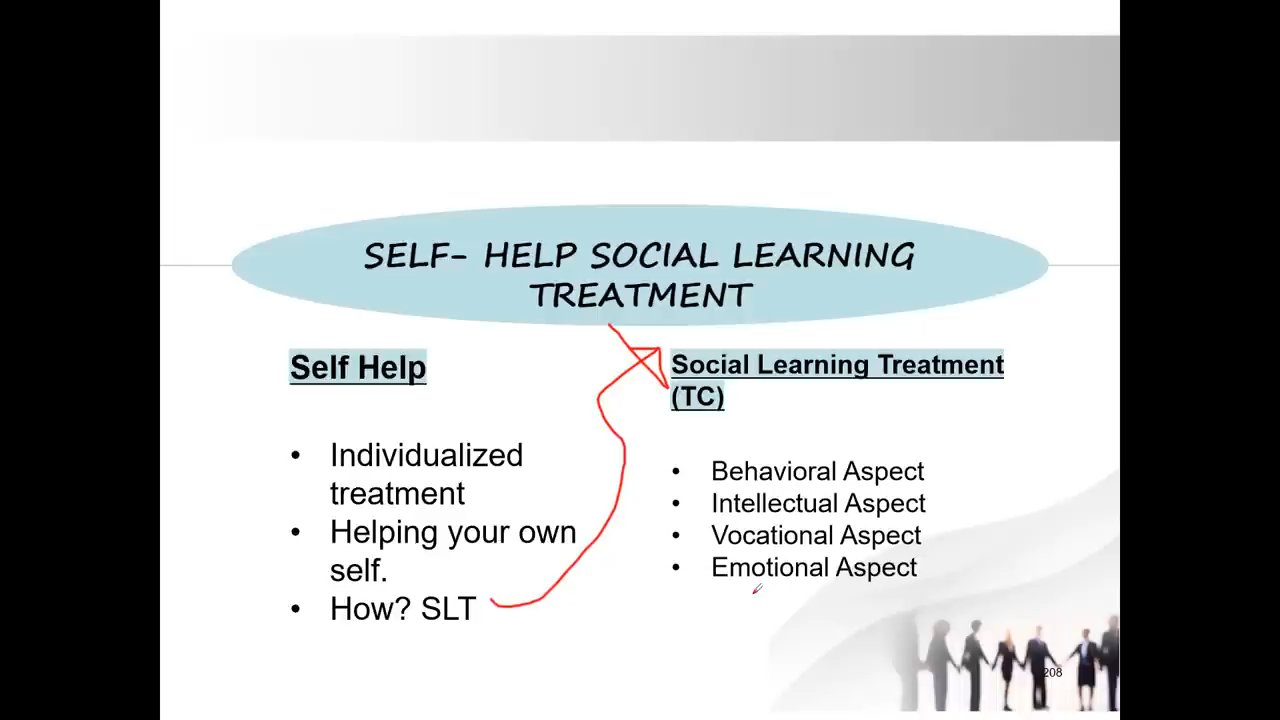 SELF- HELP SOCIAL LEARNING
TREATMENT
Self Help
• Individualized
treatment
• Helping your own
self.
• How? SLT
Social Learning Treatment
(TC)
• Behavioral Aspect
• Intellectual Aspect
• Vocational Aspect
• Emotional Aspect
208